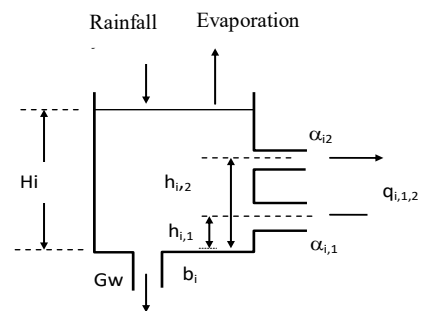 Rainfall Evaporation
αi2
Hi
hi,2
qi,1,2
hi,1
αi,1
Gw
bi